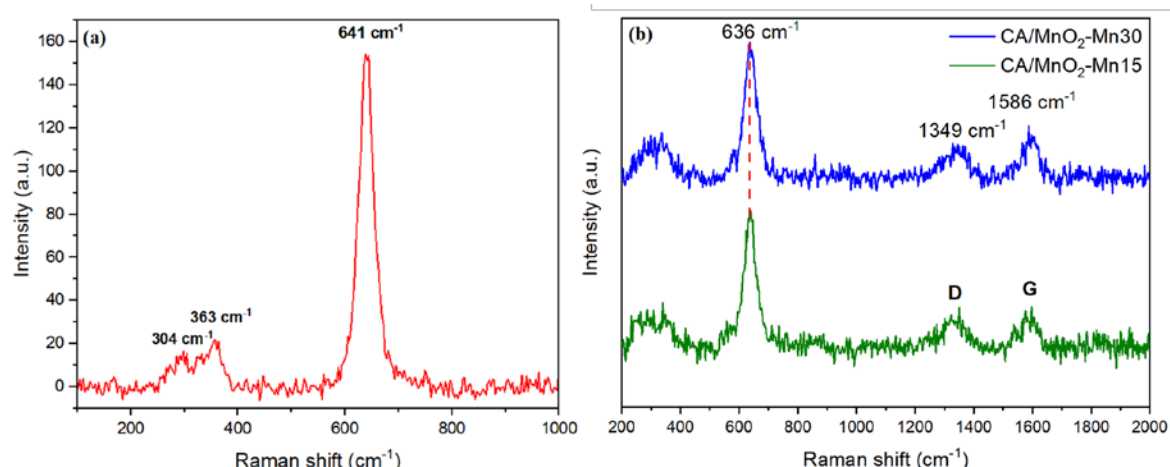 (a)
641 cm⁻¹
363 cm⁻¹
304 cm⁻¹
160
140
120
100
80
60
40
20
0
200 400 600 800 1000
Intensity (a.u.)
Raman shift (cm⁻¹)
(b)
636 cm⁻¹
CA/MnO₂-Mn30
CA/MnO₂-Mn15
1586 cm⁻¹
1349 cm⁻¹
D G
200 400 600 800 1000 1200 1400 1600 1800 2000
Intensity (a.u.)
Raman shift (cm⁻¹)